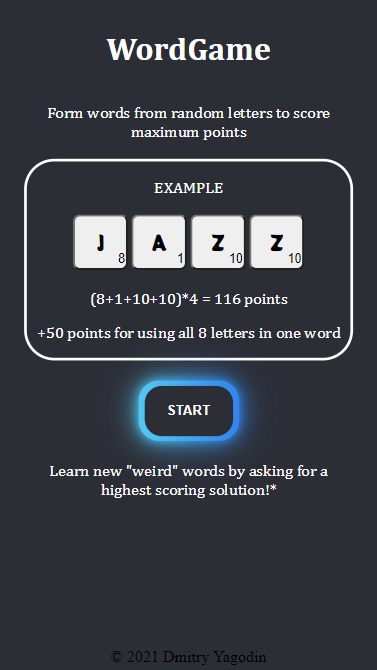 WordGame
Form words from random letters to score
maximum points
EXAMPLE
J 8 A 1 Z 10 Z 10
(8+1+10+10)*4 = 116 points
+50 points for using all 8 letters in one word
START
Learn new "weird" words by asking for a
highest scoring solution!*
© 2021 Dmitry Yagodin